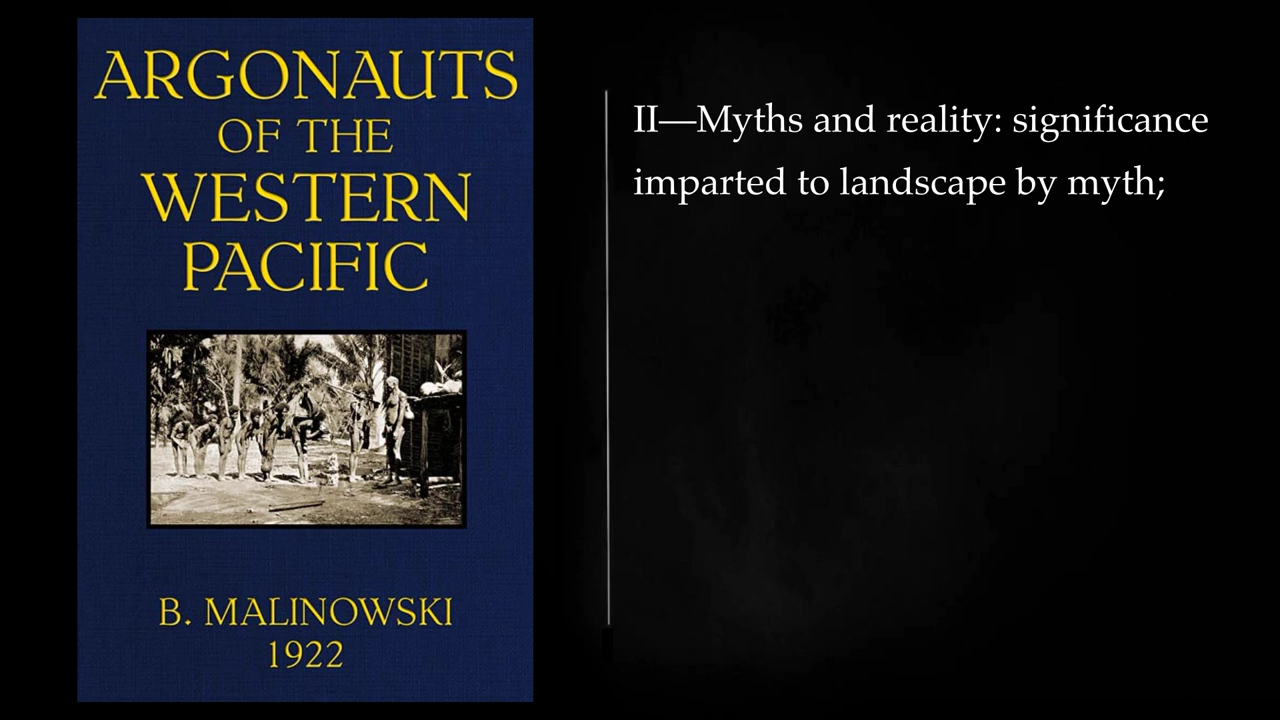 ARGONAUTS
OF THE
WESTERN
PACIFIC
B. MALINOWSKI
1922
II—Myths and reality: significance
imparted to landscape by myth;